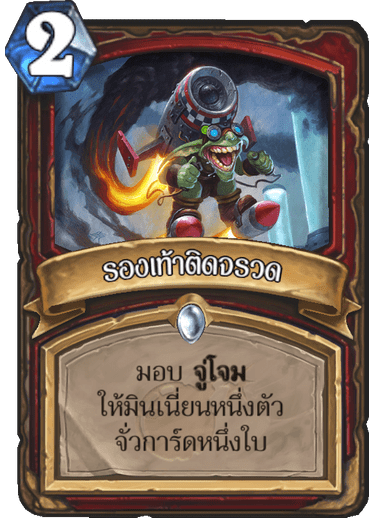 2
รองเท้าติดจรวด
มอบ จู่โจม
ให้มินเนี่ยนหนึ่งตัว
จั่วการ์ดหนึ่งใบ